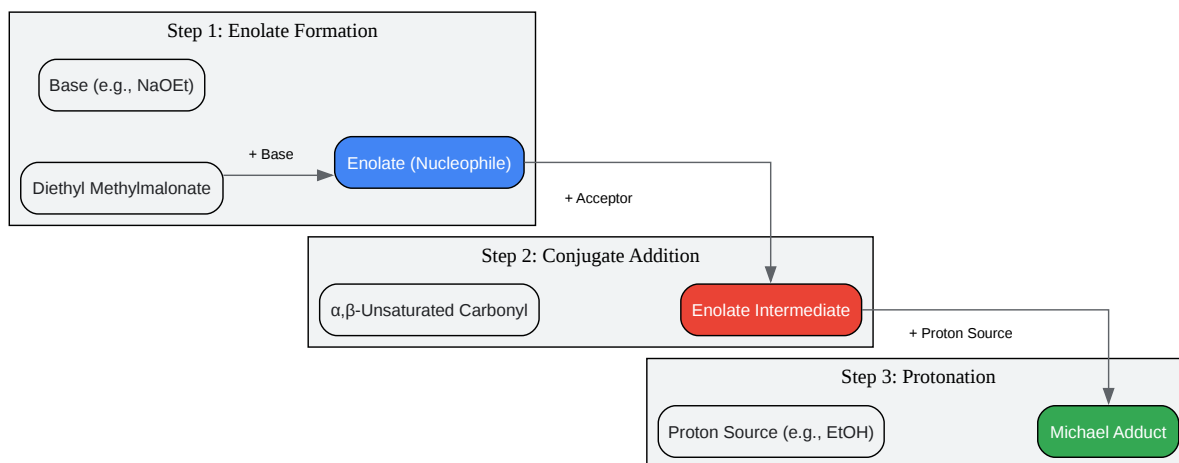 Step 1: Enolate Formation
Base (e.g., NaOEt)
+ Base
Diethyl Methylmalonate
Enolate (Nucleophile)
+ Acceptor
Step 2: Conjugate Addition
α,β-Unsaturated Carbonyl
Enolate Intermediate
+ Proton Source
Step 3: Protonation
Proton Source (e.g., EtOH)
Michael Adduct